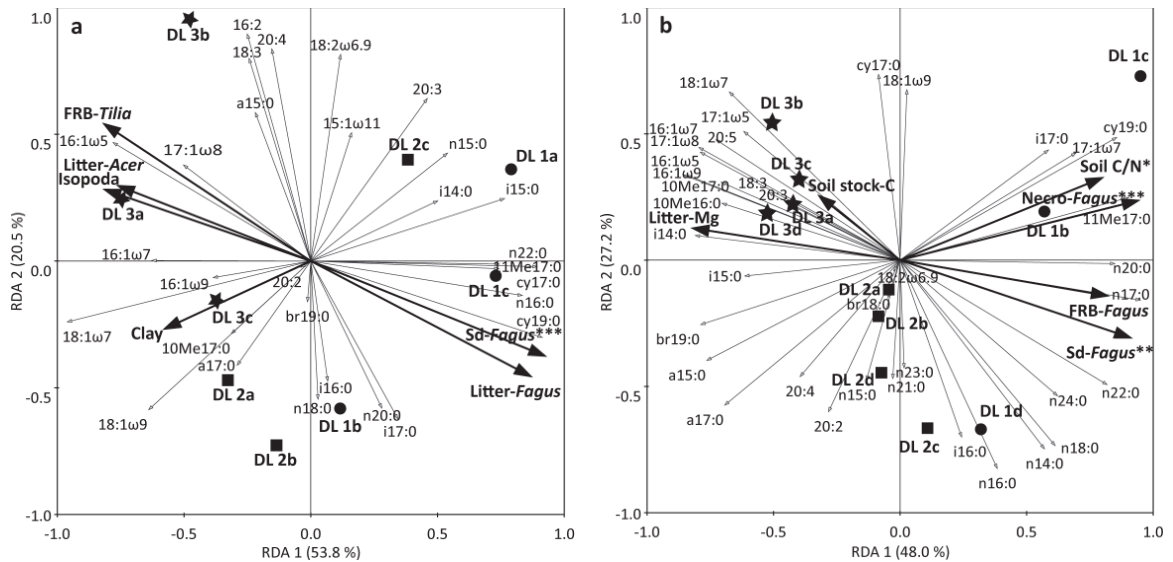 a
1.0
DL 3b
16:2
20:4
18:3
18:2ω6.9
a15:0
20:3
FRB-Tilia
15:1ω11
DL 2c
16:1ω5
0.5
17:1ω8
n15:0
DL 1a
Litter-Acer
Isopoda
DL 3a
i14:0
i15:0
16:1ω7
n22:0
0.0
11Me17:0
16:1ω9
20:2
cy17:0
DL 1c
n16:0
DL 3c
br19:0
cy19:0
Clay
Sd-Fagus***
18:1ω7
10Me17:0
a17:0
DL 2a
i16:0
Litter-Fagus
-0.5
n18:0
n20:0
18:1ω9
DL 1b
i17:0
DL 2b
-1.0
-1.0
-0.5
0.0
0.5
1.0
RDA 1 (53.8 %)
RDA 2 (20.5 %)
b
1.0
DL 1c
cy17:0
18:1ω7
18:1ω9
DL 3b
17:1ω5
cy19:0
16:1ω7
20:5
0.5
17:1ω8
i17:0
17:1ω7
16:1ω5
DL 3c
Soil C/N*
16:1ω9
18:3
Soil stock-C
10Me17:0
20:3
Necro-Fagus***
10Me16:0
DL 3a
Litter-Mg
DL 3d
DL 1b
11Me17:0
i14:0
0.0
i15:0
18:2ω6.9
n20:0
DL 2a
br18:0
n17:0
DL 2b
FRB-Fagus
br19:0
Sd-Fagus**
a15:0
DL 2d
n23:0
20:4
n15:0
n21:0
n22:0
-0.5
n24:0
a17:0
20:2
DL 1d
DL 2c
i16:0
n18:0
n14:0
n16:0
-1.0
-1.0
-0.5
0.0
0.5
1.0
RDA 1 (48.0 %)
RDA 2 (27.2 %)